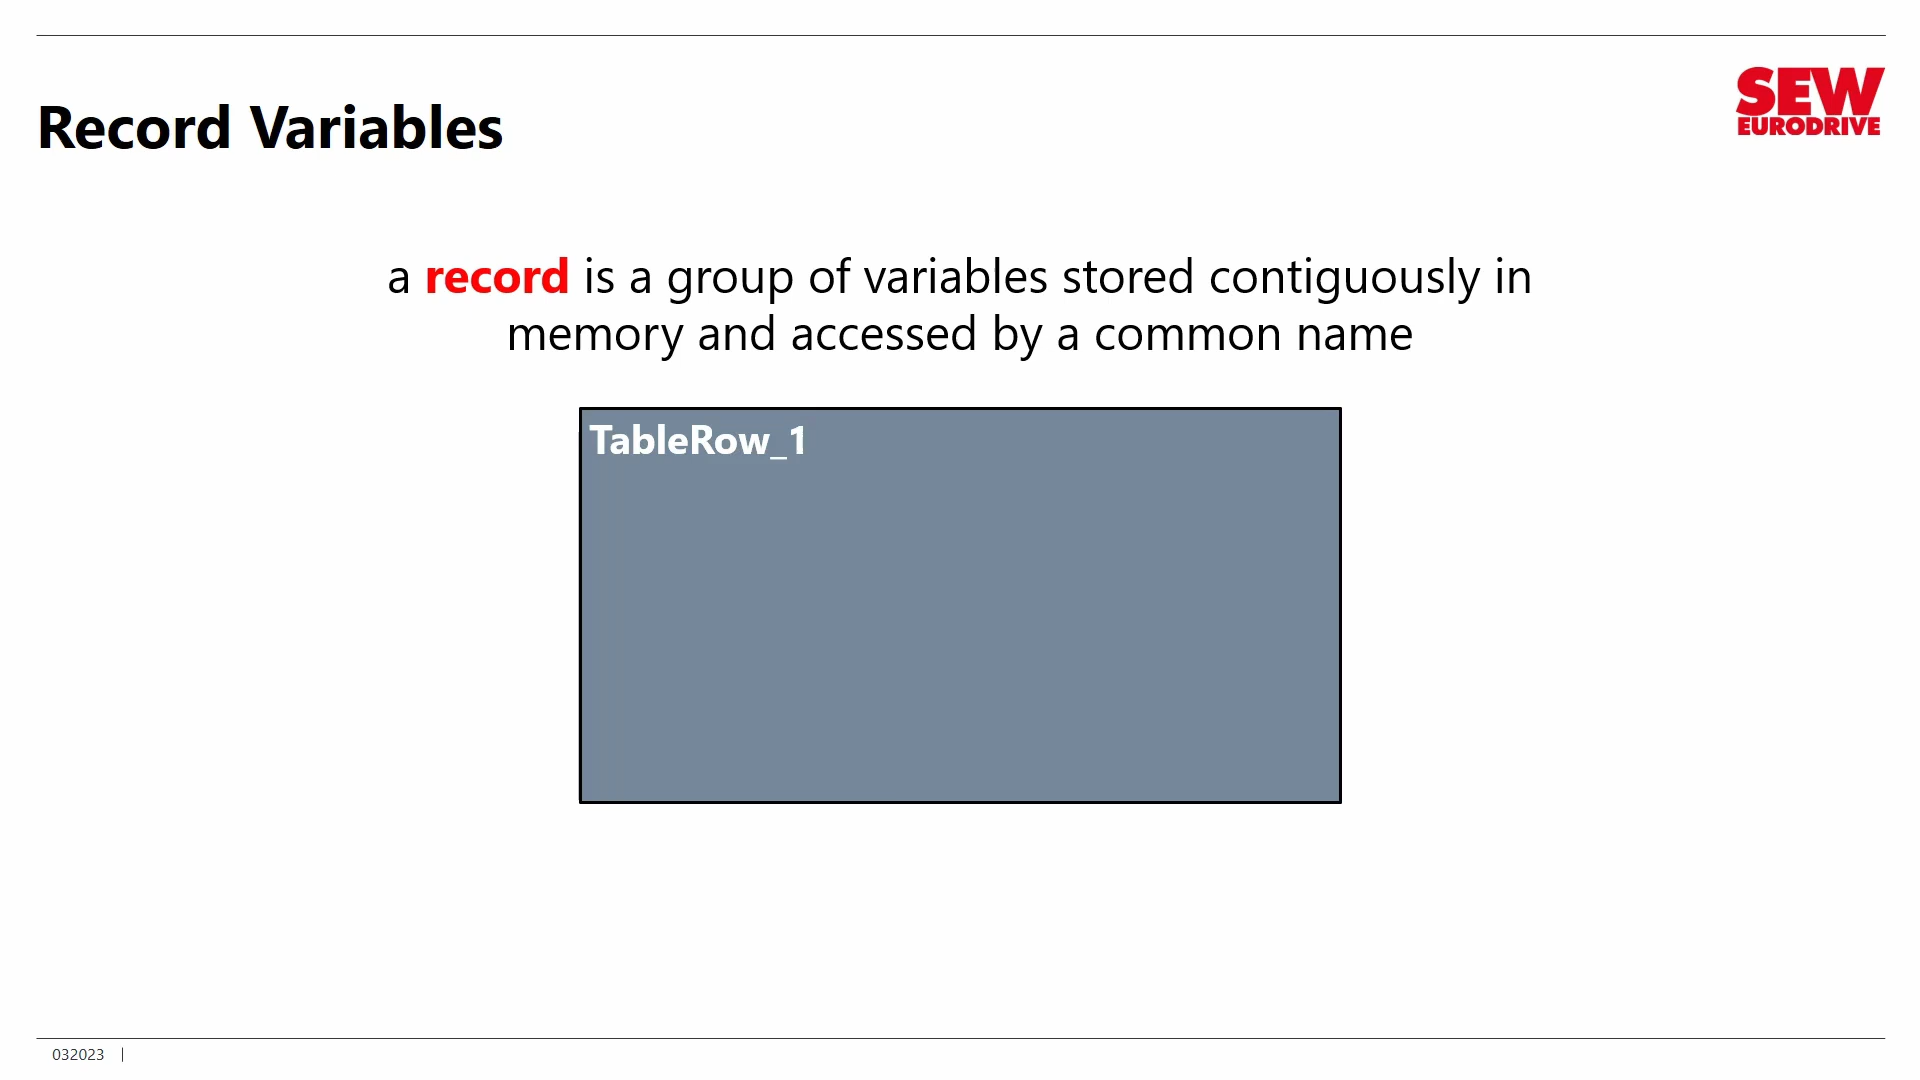 SEW
EURODRIVE
Record Variables
a record is a group of variables stored contiguously in
memory and accessed by a common name
TableRow_1
032023 |